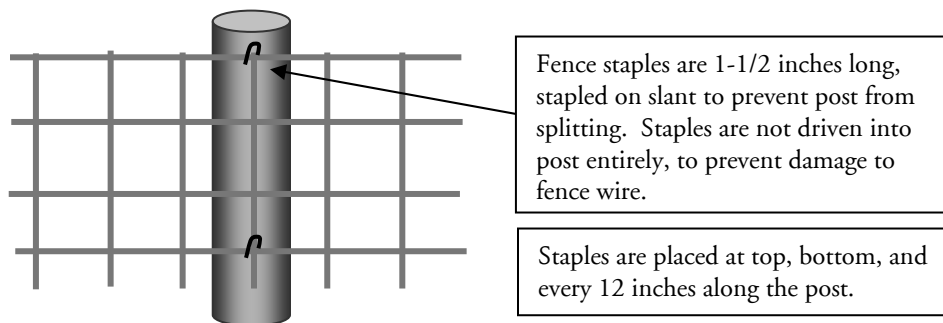 Fence staples are 1-1/2 inches long,
stapled on slant to prevent post from
splitting.  Staples are not driven into
post entirely, to prevent damage to
fence wire.
Staples are placed at top, bottom, and
every 12 inches along the post.